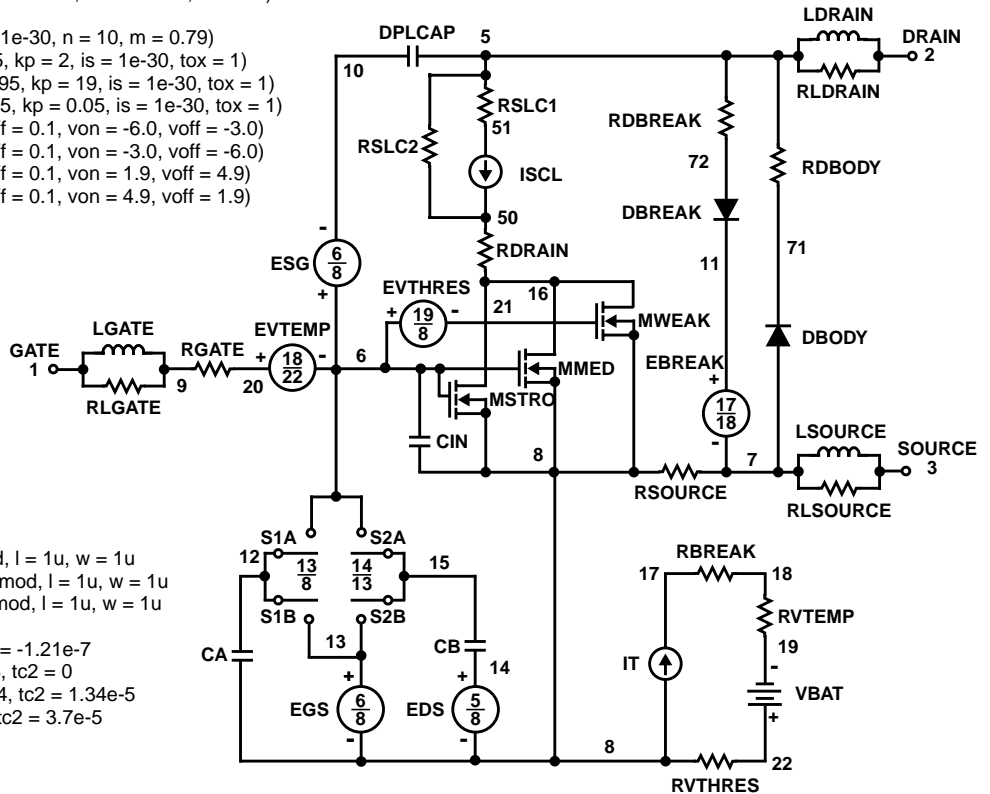 1e-30, n = 10, m = 0.79)
, kp = 2, is = 1e-30, tox = 1)
95, kp = 19, is = 1e-30, tox = 1)
5, kp = 0.05, is = 1e-30, tox = 1)
ff = 0.1, von = -6.0, voff = -3.0)
ff = 0.1, von = -3.0, voff = -6.0)
ff = 0.1, von = 1.9, voff = 4.9)
ff = 0.1, von = 4.9, voff = 1.9)
LDRAIN
DPLCAP 5 DRAIN
10 2
RLDRAIN
RSLC1
51
RSLC2
ISCL
RDBREAK
72
RDBODY
DBREAK
50
RDRAIN
71
11
ESG 6/8
- +
EVTHRES
+ 19/8 -
16
21
MWEAK
LGATE
EVTEMP
GATE
1
RGATE
+ 18/22 -
6
9
20
RLGATE
MMED
MSTRO
EBREAK
+ 17/18 -
DBODY
CIN
8
RSOURCE
7
LSOURCE
SOURCE
3
RLSOURCE
S1A S2A
12 13/8 14/13 15
S1B S2B
13
CA
CB
14
+ EGS 6/8 -
+ EDS 5/8 -
8
RBREAK
17 18
RVTEMP
19
IT
-
VBAT
+
22
RVTHRES
d, l = 1u, w = 1u
mod, l = 1u, w = 1u
mod, l = 1u, w = 1u
= -1.21e-7
, tc2 = 0
4, tc2 = 1.34e-5
tc2 = 3.7e-5